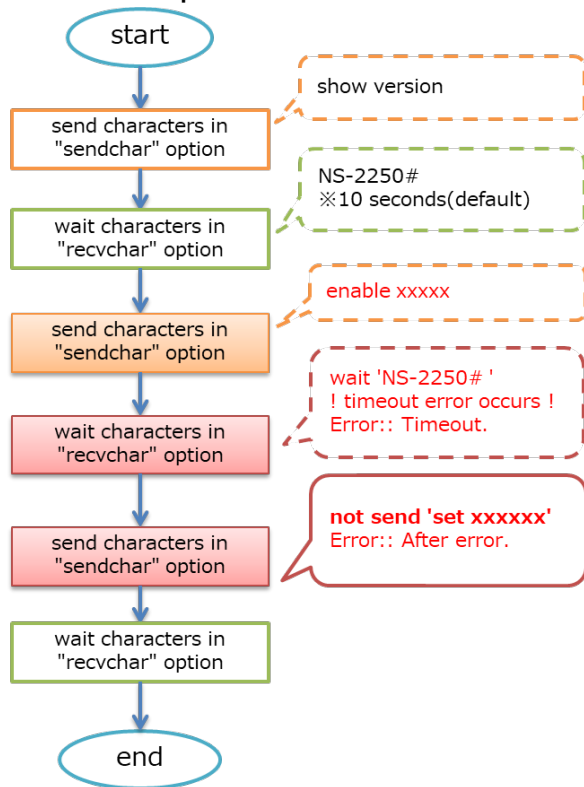 start
show version
send characters in
"sendchar" option
NS-2250#
※10 seconds(default)
wait characters in
"recvchar" option
enable xxxxx
send characters in
"sendchar" option
wait 'NS-2250# '
! timeout error occurs !
Error:: Timeout.
wait characters in
"recvchar" option
not send 'set xxxxxx'
Error:: After error.
send characters in
"sendchar" option
wait characters in
"recvchar" option
end